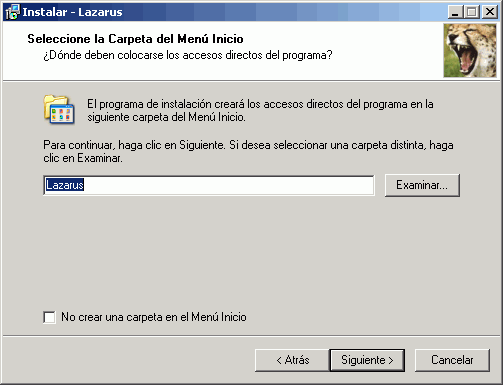 Instalar - Lazarus
Seleccione la Carpeta del Menú Inicio
¿Dónde deben colocarse los accesos directos del programa?
El programa de instalación creará los accesos directos del programa en la
siguiente carpeta del Menú Inicio.
Para continuar, haga clic en Siguiente. Si desea seleccionar una carpeta distinta, haga
clic en Examinar.
Lazarus
Examinar...
No crear una carpeta en el Menú Inicio
< Atrás
Siguiente >
Cancelar